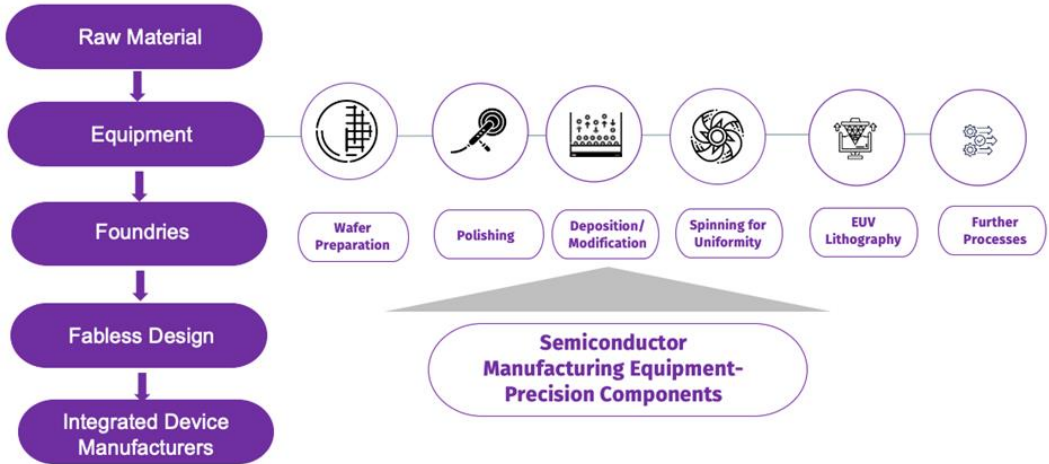 Raw Material
Equipment
Foundries
Fabless Design
Integrated Device
Manufacturers
Wafer
Preparation
Polishing
Deposition/
Modification
Spinning for
Uniformity
EUV
Lithography
Further
Processes
Semiconductor
Manufacturing Equipment-
Precision Components